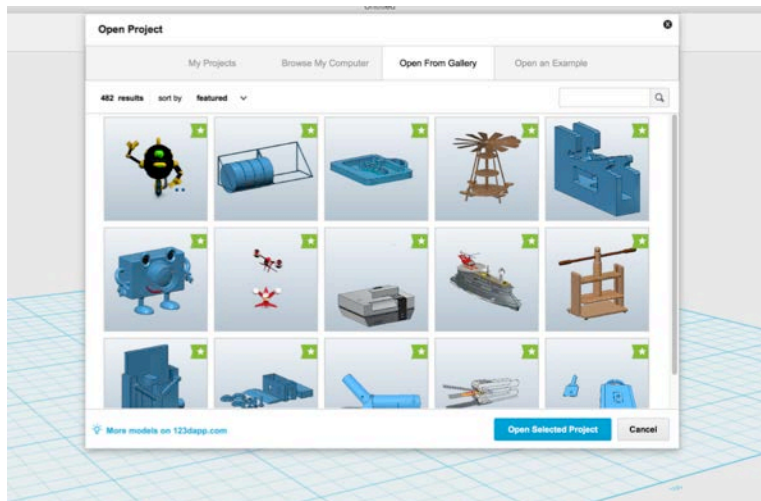 Untitled
Open Project
My Projects Browse My Computer Open From Gallery Open an Example
482 results sort by featured
More models on 123dapp.com Open Selected Project Cancel